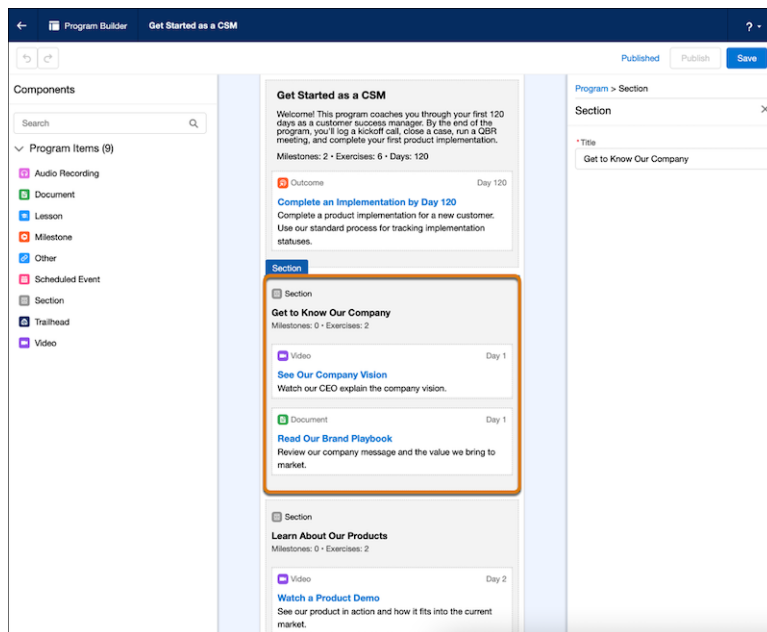 Program Builder
Get Started as a CSM
?
Published
Publish
Save
Components
Search
Program Items (9)
Audio Recording
Document
Lesson
Milestone
Other
Scheduled Event
Section
Trailhead
Video
Get Started as a CSM
Welcome! This program coaches you through your first 120
days as a customer success manager. By the end of the
program, you'll log a kickoff call, close a case, run a QBR
meeting, and complete your first product implementation.
Milestones: 2 • Exercises: 6 • Days: 120
Outcome
Day 120
Complete an Implementation by Day 120
Complete a product implementation for a new customer.
Use our standard process for tracking implementation
statuses.
Section
Section
Get to Know Our Company
Milestones: 0 • Exercises: 2
Video
Day 1
See Our Company Vision
Watch our CEO explain the company vision.
Document
Day 1
Read Our Brand Playbook
Review our company message and the value we bring to
market.
Section
Learn About Our Products
Milestones: 0 • Exercises: 2
Video
Day 2
Watch a Product Demo
See our product in action and how it fits into the current
market.
Program > Section
Section
*Title
Get to Know Our Company